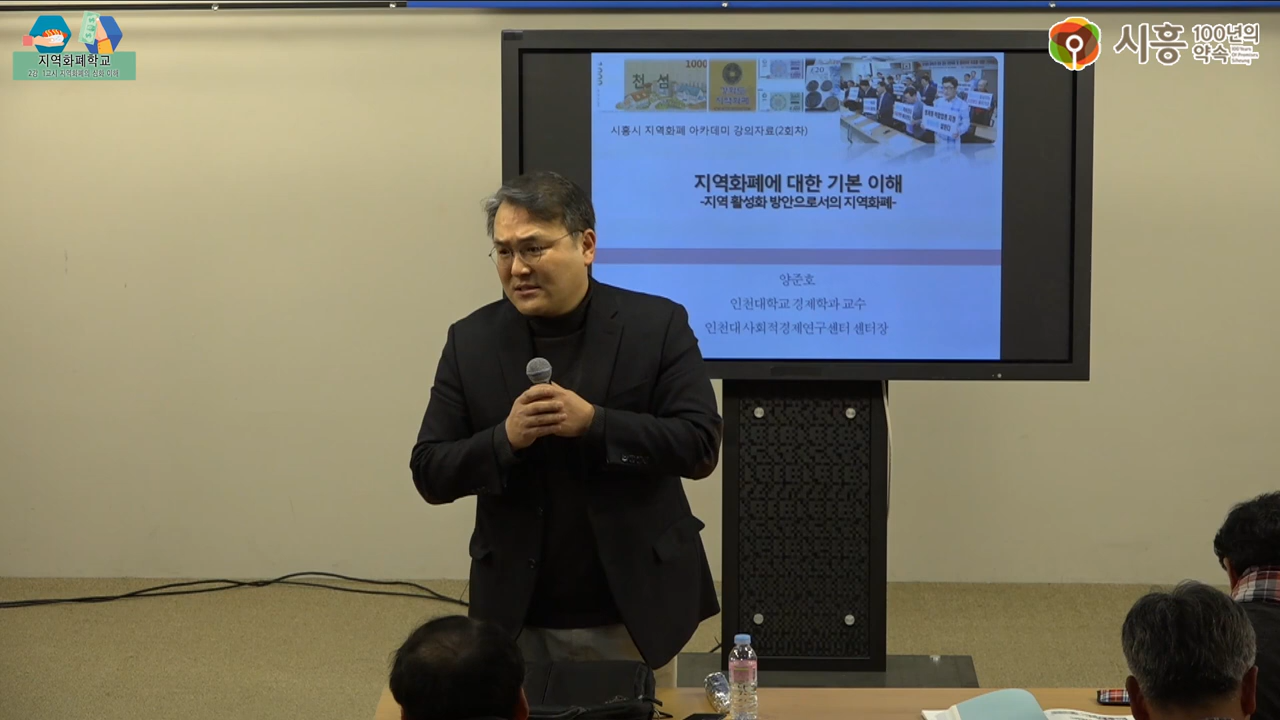 지역화폐학교
시흥
100년의
약속
천 섬
1000
시흥시 지역화폐 아카데미 강의자료(2회차)
지역화폐에 대한 기본 이해
-지역 활성화 방안으로서의 지역화폐-
양준호
인천대학교 경제학과 교수
인천대 사회적경제연구센터 센터장